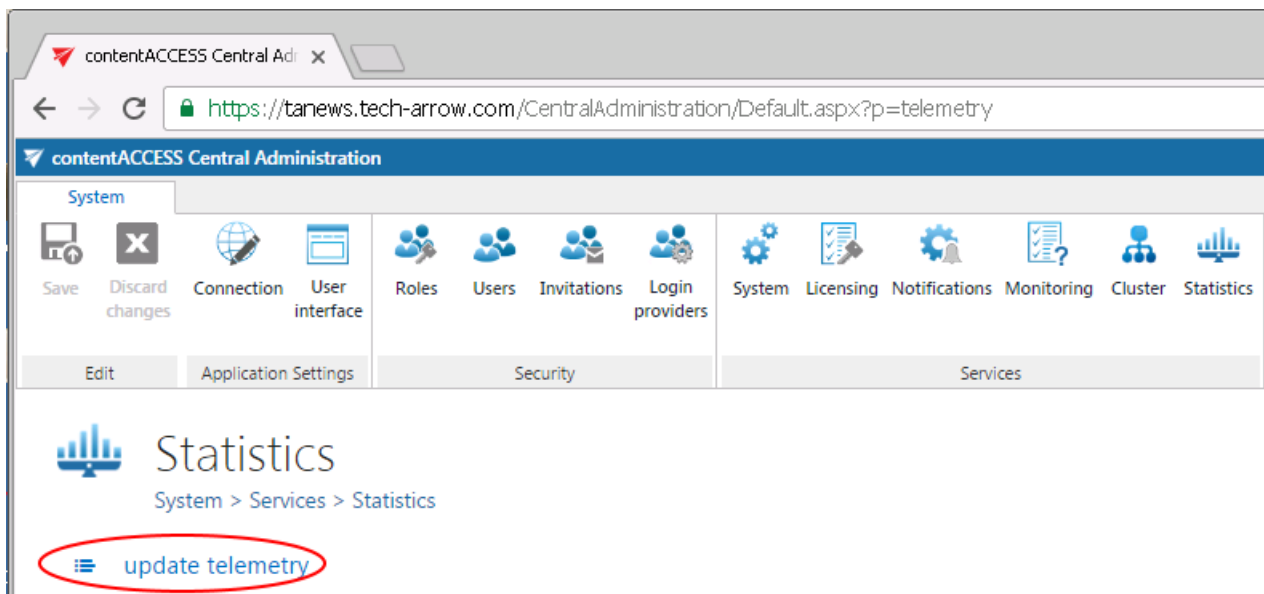 contentACCESS Central Adr
https://tanews.tech-arrow.com/CentralAdministration/Default.aspx?p=telemetry
contentACCESS Central Administration
System
Save
Discard
changes
Connection
User
interface
Roles
Users
Invitations
Login
providers
System
Licensing
Notifications
Monitoring
Cluster
Statistics
Edit
Application Settings
Security
Services
Statistics
System > Services > Statistics
update telemetry